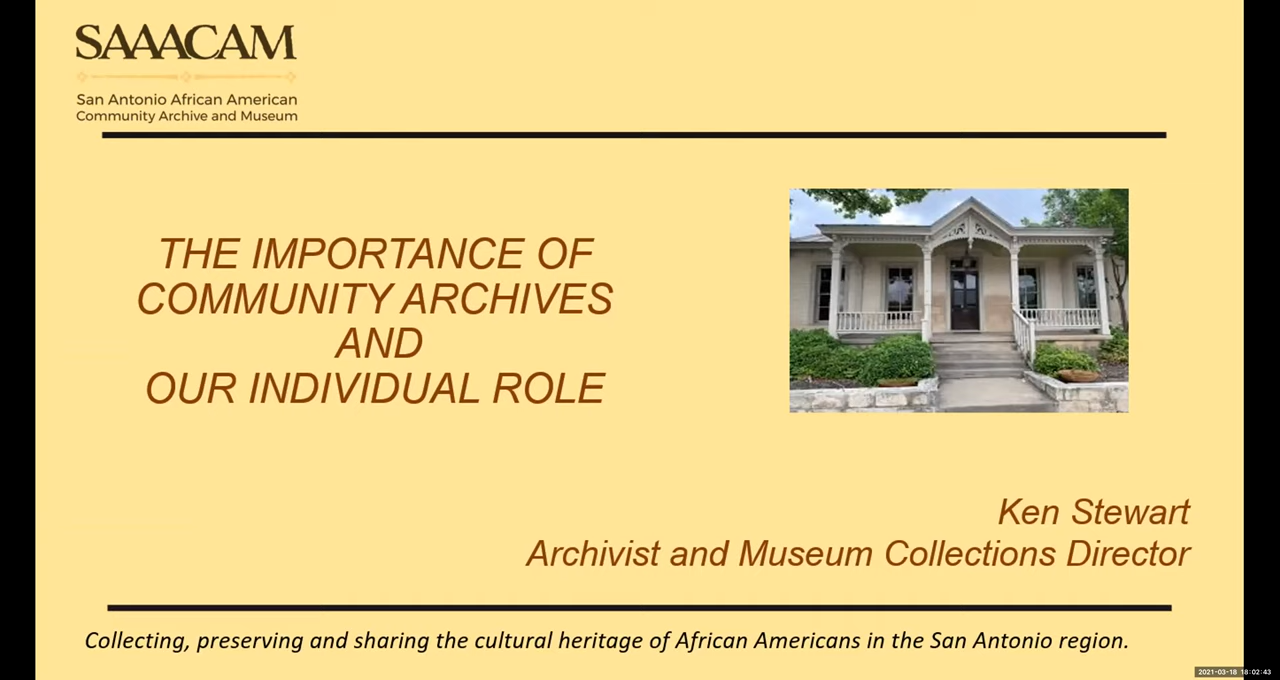 SAAACAM
San Antonio African American
Community Archive and Museum
THE IMPORTANCE OF
COMMUNITY ARCHIVES
AND
OUR INDIVIDUAL ROLE
Ken Stewart
Archivist and Museum Collections Director
Collecting, preserving and sharing the cultural heritage of African Americans in the San Antonio region.
2021-03-18 18:02:43